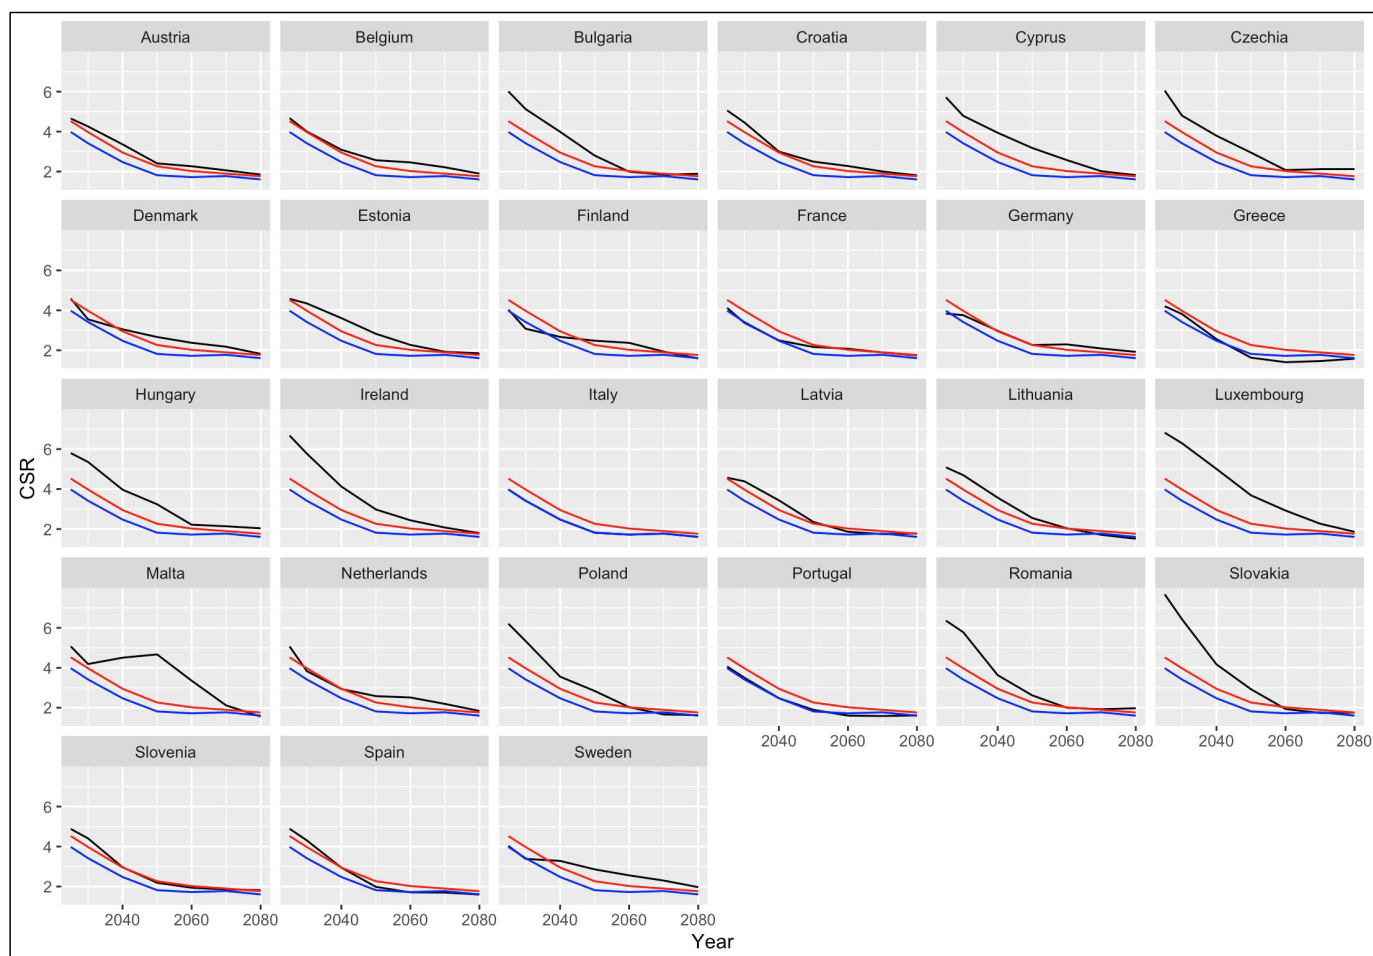 Austria Belgium Bulgaria Croatia Cyprus Czechia
6
4
2
Denmark Estonia Finland France Germany Greece
6
4
2
Hungary Ireland Italy Latvia Lithuania Luxembourg
6
4
2
CSR
Malta Netherlands Poland Portugal Romania Slovakia
6
4
2
2040 2060 2080 2040 2060 2080 2040 2060 2080
Slovenia Spain Sweden
6
4
2
2040 2060 2080 2040 2060 2080 2040 2060 2080
Year